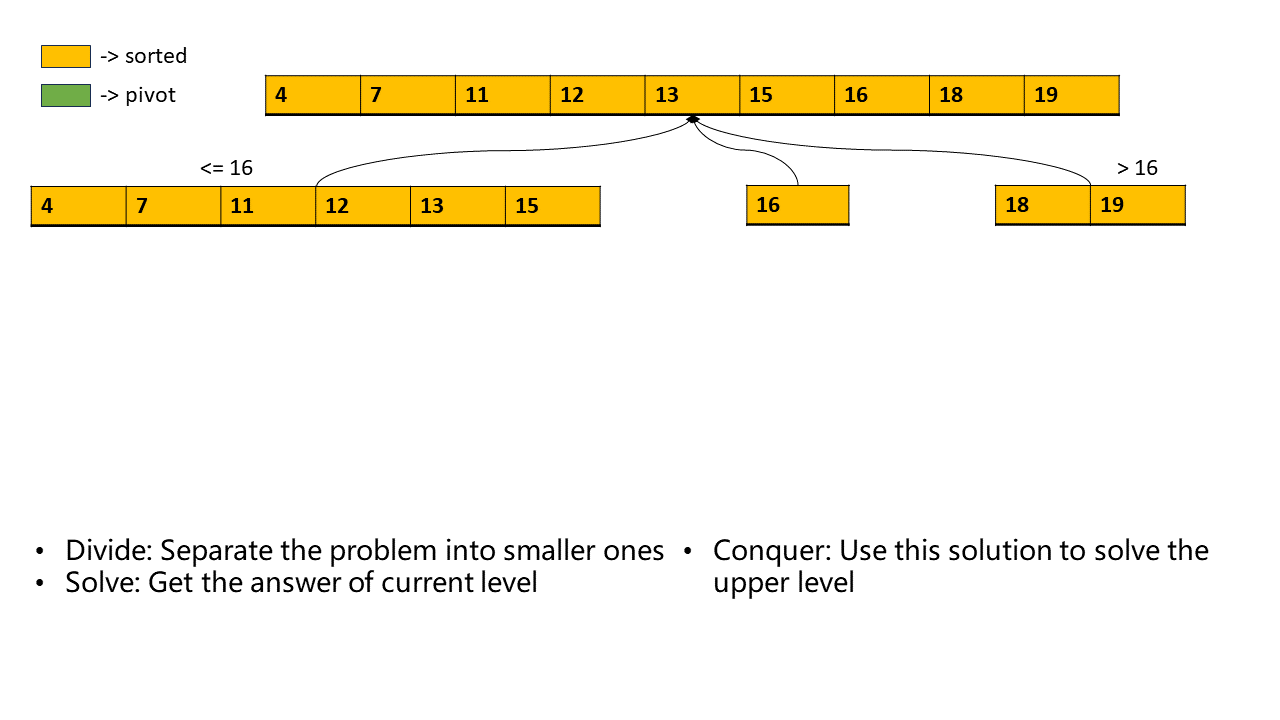 -> sorted
-> pivot
4 7 11 12 13 15 16 18 19
<= 16
> 16
4 7 11 12 13 15
16
18 19
• Divide: Separate the problem into smaller ones
• Solve: Get the answer of current level
• Conquer: Use this solution to solve the
upper level